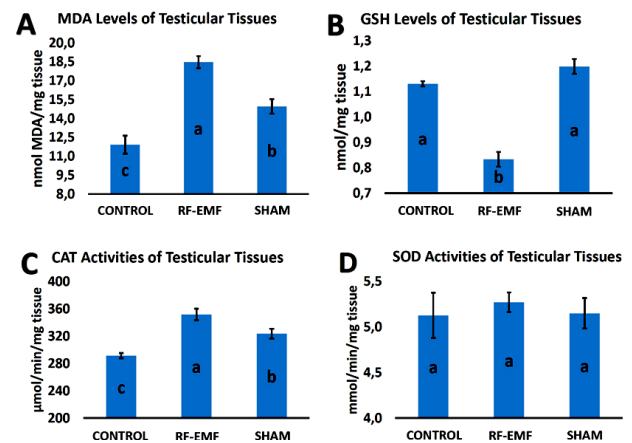 A MDA Levels of Testicular Tissues
nmol MDA/mg tissue
20,0
18,5
17,0
15,5
14,0
12,5
11,0
9,5
8,0
c
a
b
CONTROL RF-EMF SHAM
B GSH Levels of Testicular Tissues
nmol/mg tissue
1,3
1,2
1,1
1,0
0,9
0,8
0,7
a
b
a
CONTROL RF-EMF SHAM
C CAT Activities of Testicular Tissues
µmol/min/mg tissue
400
360
320
280
240
200
c
a
b
CONTROL RF-EMF SHAM
D SOD Activities of Testicular Tissues
mmol/min/mg tissue
5,5
5,0
4,5
4,0
a
a
a
CONTROL RF-EMF SHAM